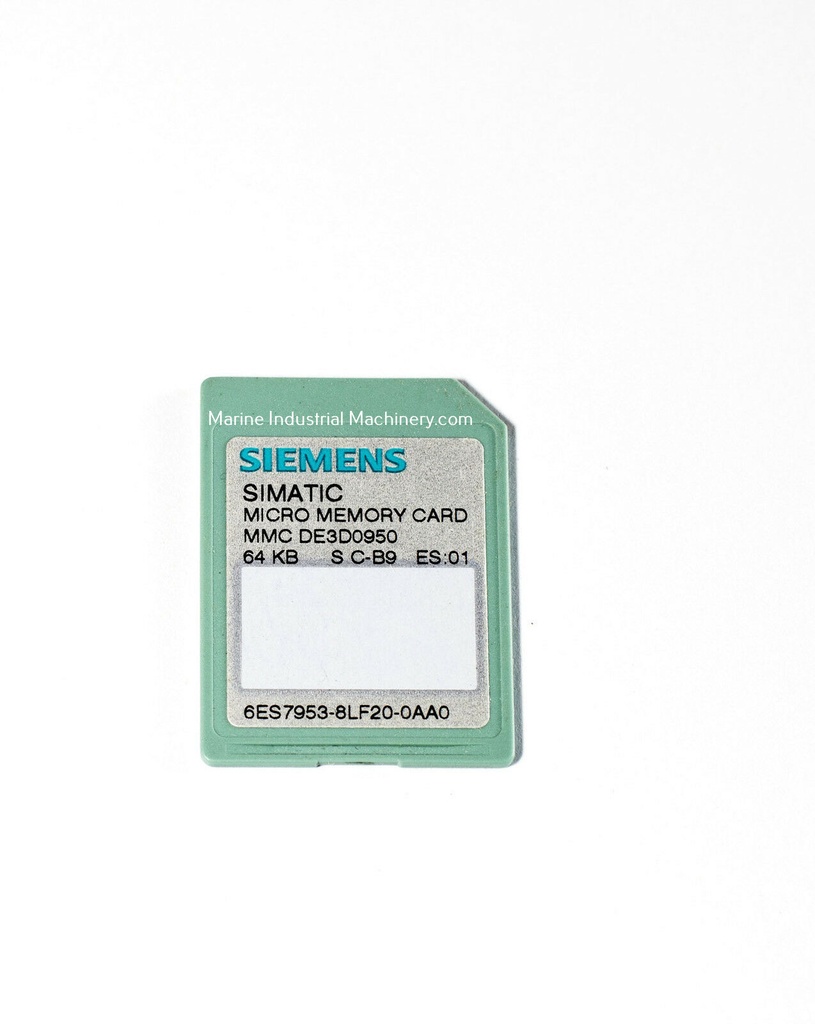 Marine Industrial Machinery.com
SIEMENS
SIMATIC
MICRO MEMORY CARD
MMC DE3D0950
64 KB S C-B9 ES:01
6ES7953-8LF20-0AA0